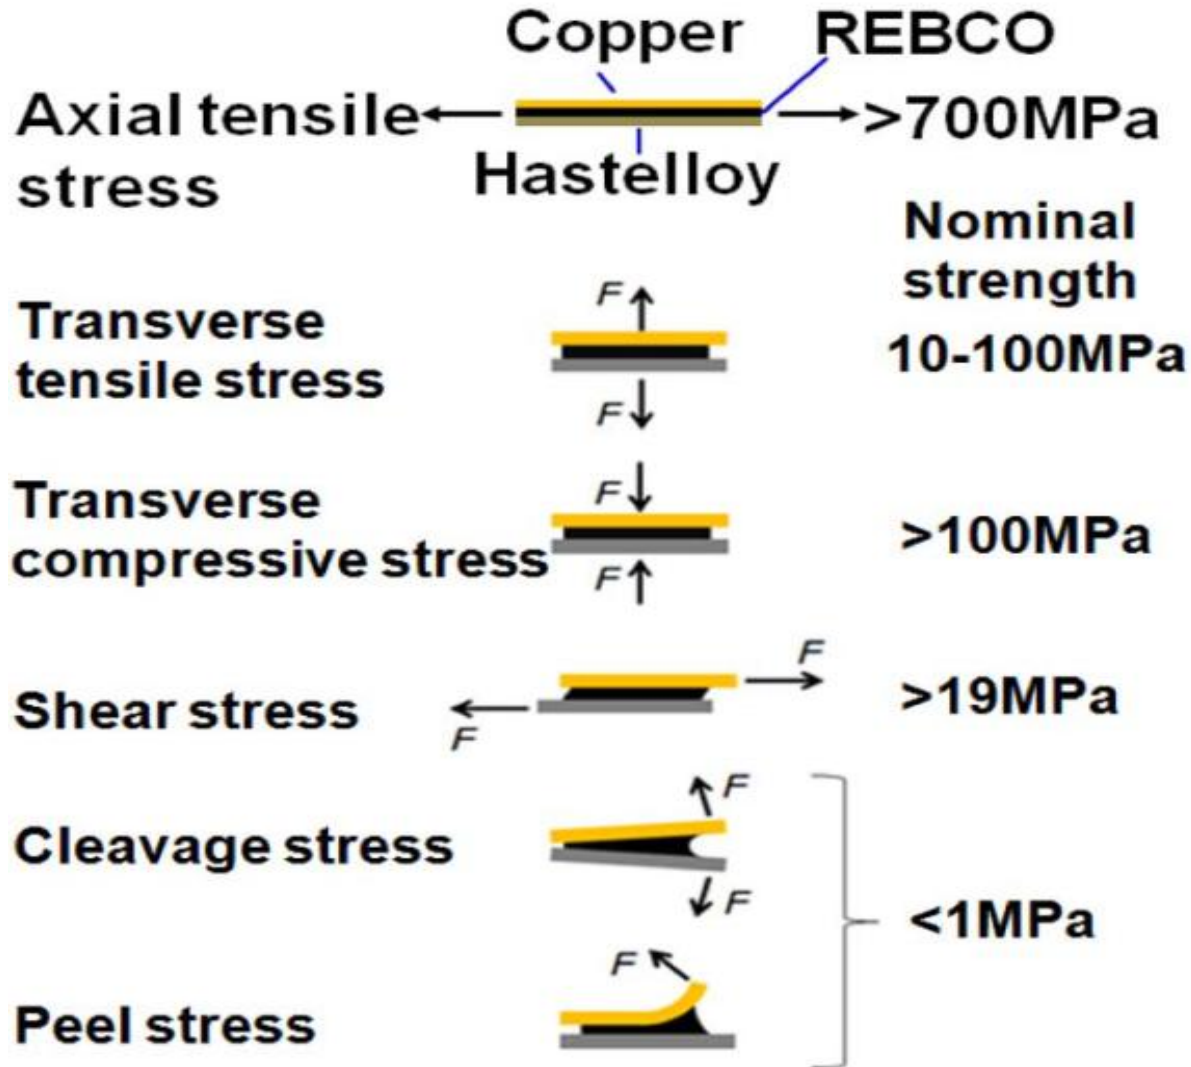 Copper REBCO
Axial tensile >700MPa
stress Hastelloy
Nominal
strength
Transverse F
tensile stress 10-100MPa
F
Transverse F
compressive stress >100MPa
F
F
Shear stress >19MPa
F
F
Cleavage stress
F
<1MPa
F
Peel stress